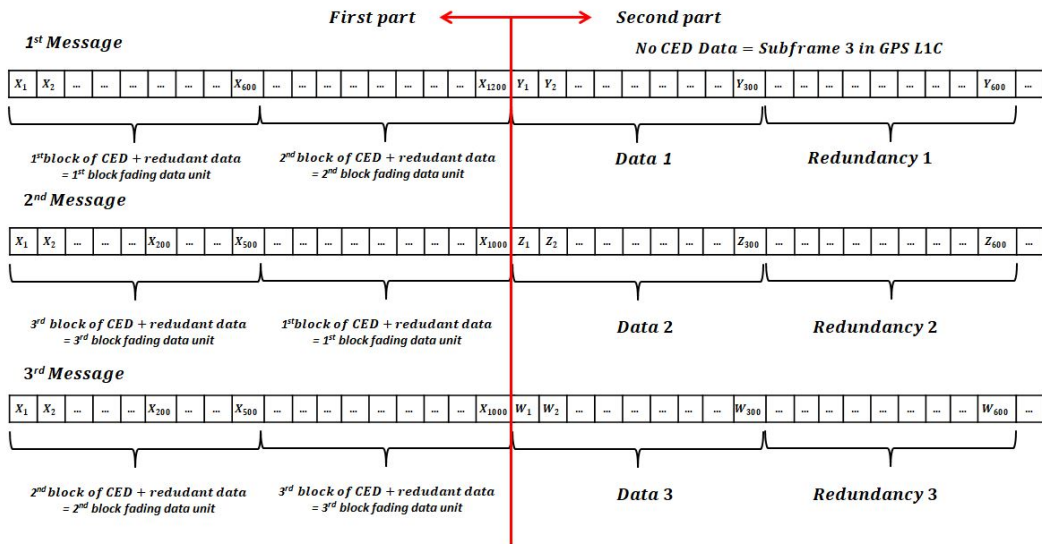 First part Second part
1st Message
No CED Data = Subframe 3 in GPS L1C
X1 X2 ... ... ... ... ... X600 ... ... ... ... ... ... ... X1200 Y1 Y2 ... ... ... ... ... Y300 ... ... ... ... ... ... ... Y600 ...
1st block of CED + redudant data 2nd block of CED + redudant data Data 1 Redundancy 1
= 1st block fading data unit = 2nd block fading data unit
2nd Message
X1 X2 ... ... ... X200 ... ... X500 ... ... ... ... ... ... ... X1000 Z1 Z2 ... ... ... ... ... ... Z300 ... ... ... ... ... ... ... Z600 ...
3rd block of CED + redudant data 1st block of CED + redudant data Data 2 Redundancy 2
= 3rd block fading data unit = 1st block fading data unit
3rd Message
X1 X2 ... ... ... X200 ... ... X500 ... ... ... ... ... ... ... X1000 W1 W2 ... ... ... ... ... ... W300 ... ... ... ... ... ... ... W600 ...
2nd block of CED + redudant data 3rd block of CED + redudant data Data 3 Redundancy 3
= 2nd block fading data unit = 3rd block fading data unit